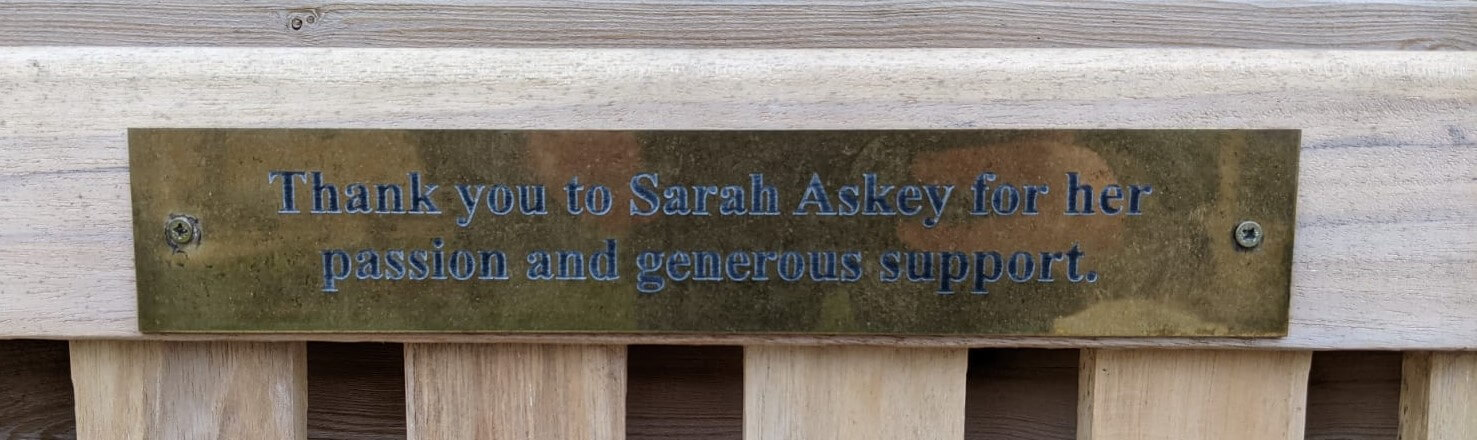 Thank you to Sarah Askey for her
passion and generous support.